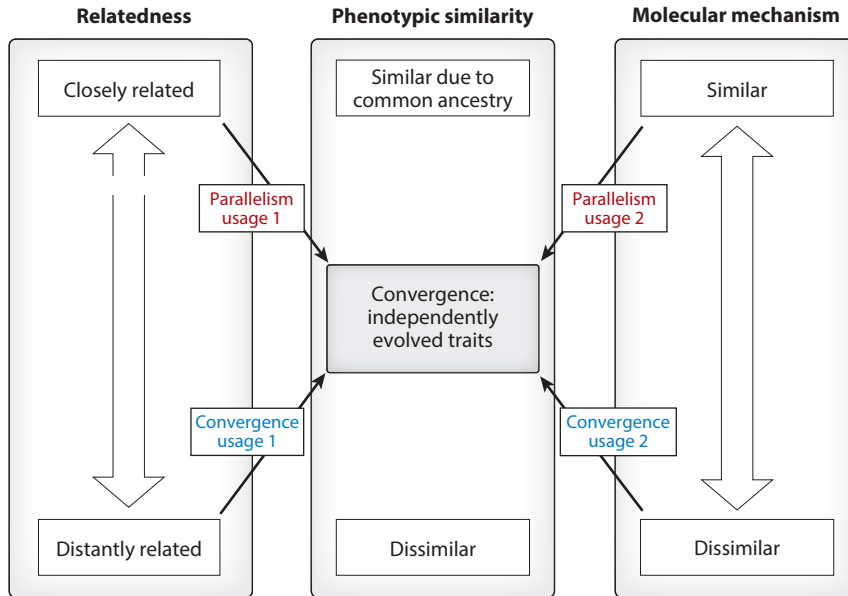 Relatedness
Phenotypic similarity
Molecular mechanism
Closely related
Similar due to
common ancestry
Similar
Parallelism
usage 1
Parallelism
usage 2
Convergence:
independently
evolved traits
Convergence
usage 1
Convergence
usage 2
Distantly related
Dissimilar
Dissimilar